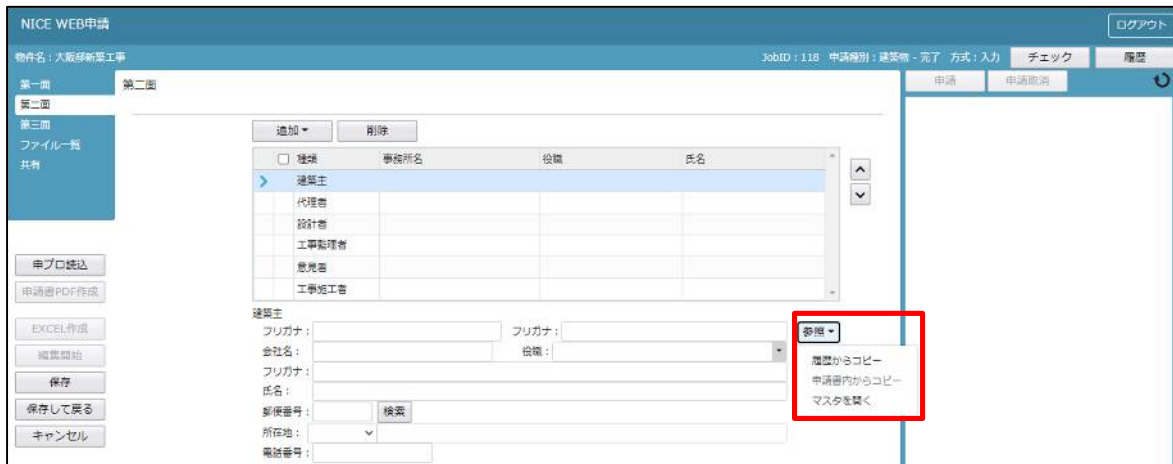 NICE WEB申請
ログアウト
物件名：大阪邸新築工事
JobID：118 申請種別：建築物 - 完了 方式：入力
チェック
履歴
第一面
第二面
第三面
ファイル一覧
共有
第二面
申請
申請取消
追加
削除
種類 事務所名 役職 氏名
建築主
代理者
設計者
工事監理者
意見者
工事施工者
申プロ読込
申請書PDF作成
EXCEL作成
編集開始
保存
保存して戻る
キャンセル
建築主
フリガナ： フリガナ：
会社名： 役職：
フリガナ：
氏名：
郵便番号： 検索
所在地：
電話番号：
参照
履歴からコピー
申請書内からコピー
マスタを開く